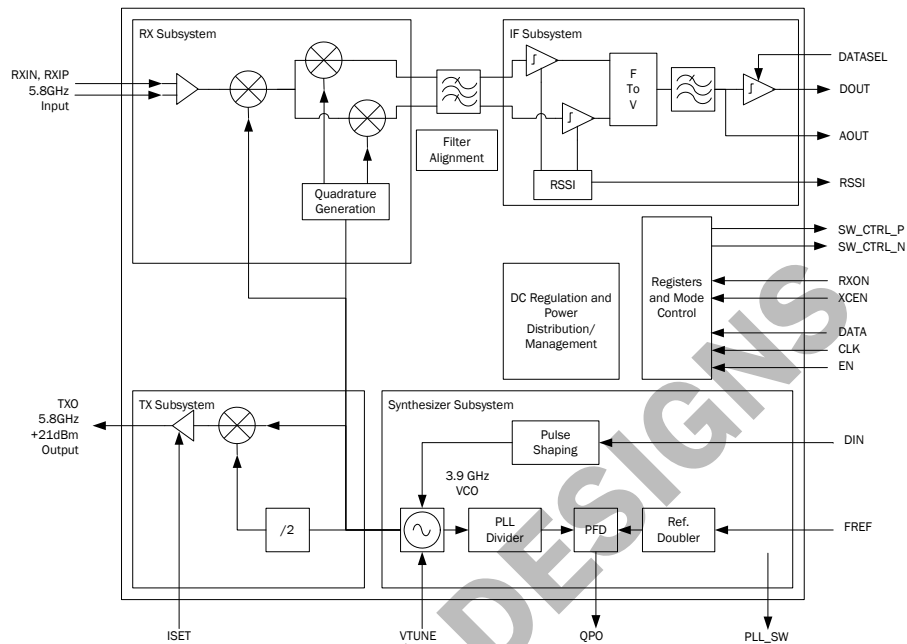 RX Subsystem
IF Subsystem
RXIN, RXIP
5.8GHz
Input
F
To
V
DATASEL
DOUT
AOUT
Filter
Alignment
RSSI
RSSI
Quadrature
Generation
SW_CTRL_P
SW_CTRL_N
DC Regulation and
Power
Distribution/
Management
Registers
and Mode
Control
RXON
XCEN
DATA
CLK
EN
TX Subsystem
Synthesizer Subsystem
TXO
5.8GHz
+21dBm
Output
Pulse
Shaping
DIN
3.9 GHz
VCO
/2
PLL
Divider
PFD
Ref.
Doubler
FREF
ISET
VTUNE
QPO
PLL_SW
DESIGNS